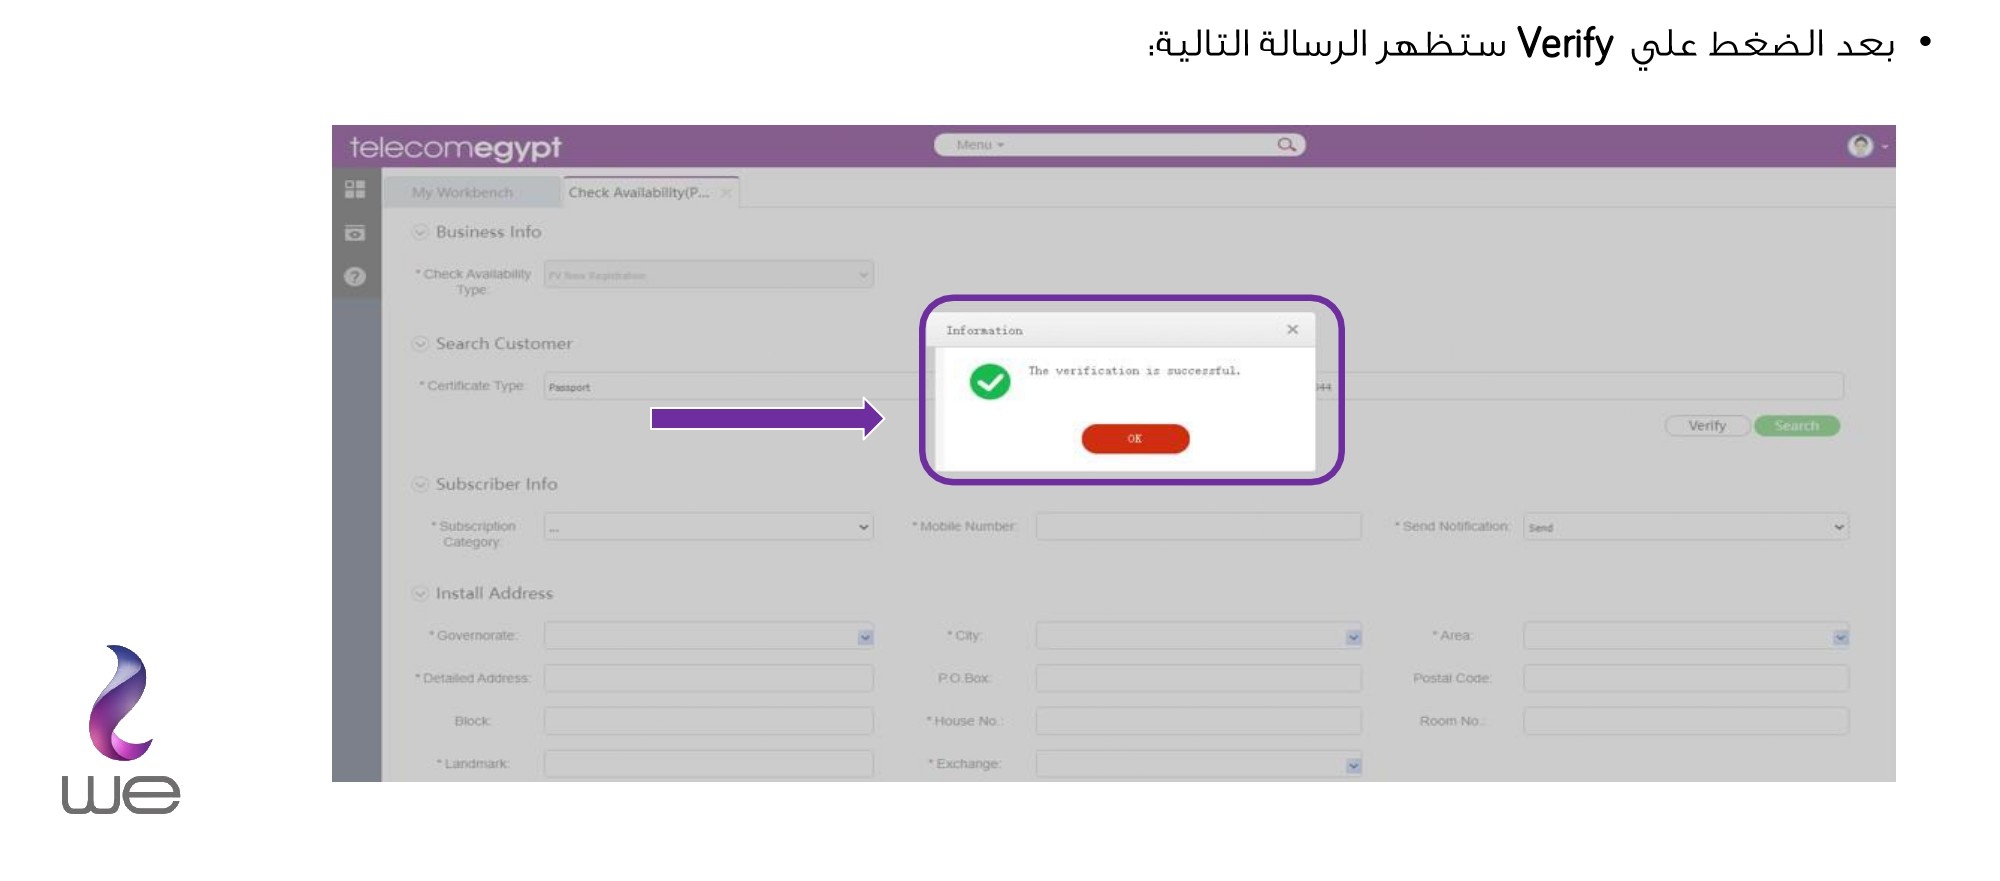 • بعد الضغط علي Verify ستظهر الرسالة التالية:
telecomegypt
Menu
My Workbench
Check Availability(P... ×
Business Info
* Check Availability Type:
Search Customer
* Certificate Type: Passport
044
Information ×
The verification is successful.
OK
Verify Search
Subscriber Info
* Subscription Category: ... * Mobile Number: * Send Notification: Send
Install Address
* Governorate: * City: * Area:
* Detailed Address: P.O.Box: Postal Code:
Block: * House No.: Room No.:
* Landmark: * Exchange:
we